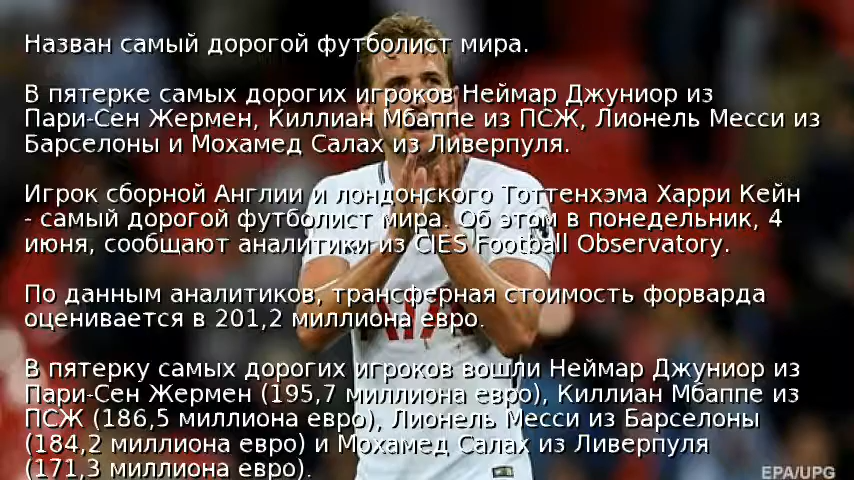 Назван самый дорогой футболист мира.
В пятерке самых дорогих игроков Неймар Джуниор из
Пари-Сен Жермен, Киллиан Мбаппе из ПСЖ, Лионель Месси из
Барселоны и Мохамед Салах из Ливерпуля.
Игрок сборной Англии и лондонского Тоттенхэма Харри Кейн
- самый дорогой футболист мира. Об этом в понедельник, 4
июня, сообщают аналитики из CIES Football Observatory.
По данным аналитиков, трансферная стоимость форварда
оценивается в 201,2 миллиона евро.
В пятерку самых дорогих игроков вошли Неймар Джуниор из
Пари-Сен Жермен (195,7 миллиона евро), Киллиан Мбаппе из
ПСЖ (186,5 миллиона евро), Лионель Месси из Барселоны
(184,2 миллиона евро) и Мохамед Салах из Ливерпуля
(171,3 миллиона евро).
EPA/UPG